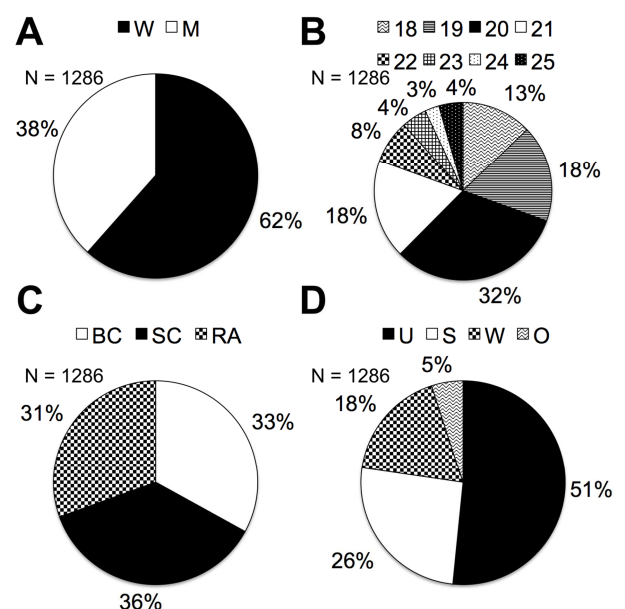 A
W M
N = 1286
38%
62%
B
18 19 20 21
22 23 24 25
N = 1286
3% 4%
4% 13%
8%
18%
18%
32%
C
BC SC RA
N = 1286
31% 33%
36%
D
U S W O
5%
N = 1286
18%
51%
26%